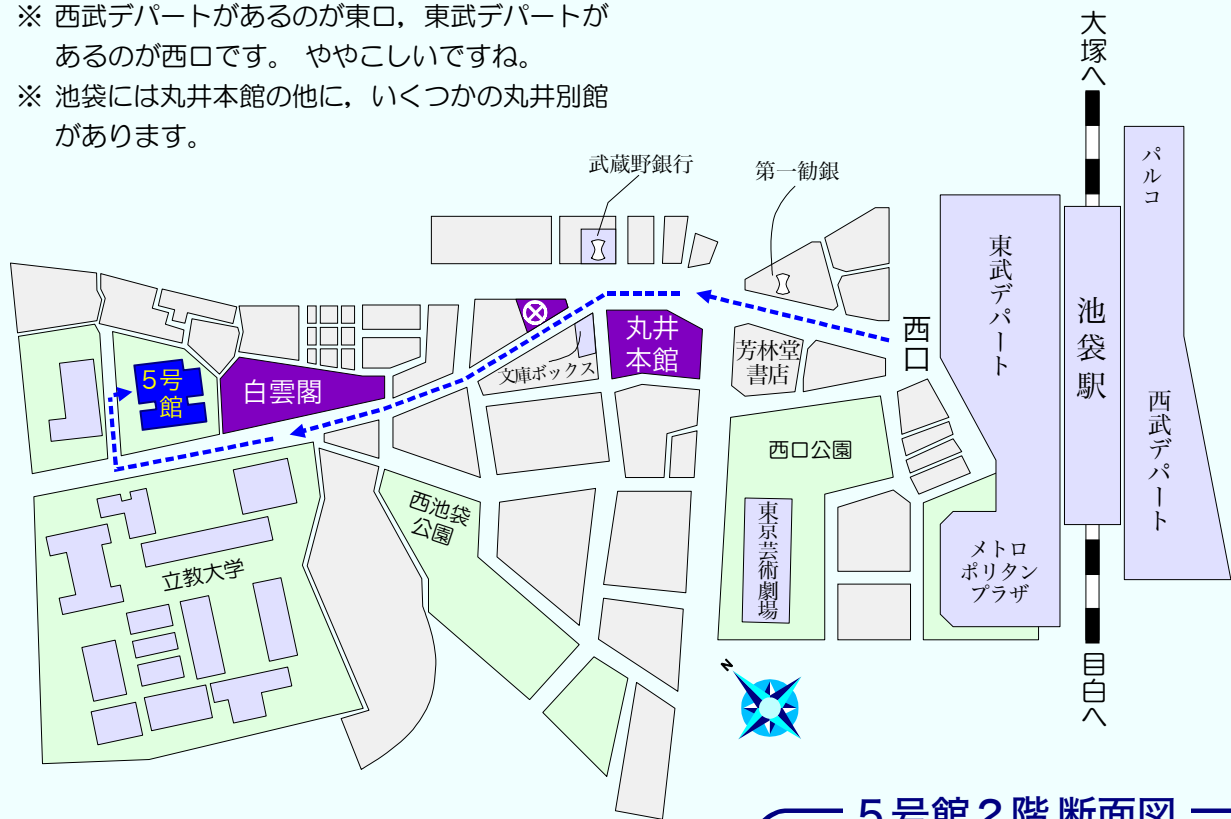 ※ 西武デパートがあるのが東口，東武デパートが
あるのが西口です。 ややこしいですね。
※ 池袋には丸井本館の他に，いくつかの丸井別館
があります。
大塚へ
パルコ
武蔵野銀行
第一勧銀
東武デパート
池袋駅
西武デパート
西口
丸井
本館
芳林堂
書店
文庫ボックス
5号
館
白雲閣
西口公園
西池袋
公園
東京芸術劇場
メトロ
ポリタン
プラザ
立教大学
目白へ
N
５号館２階 断面図